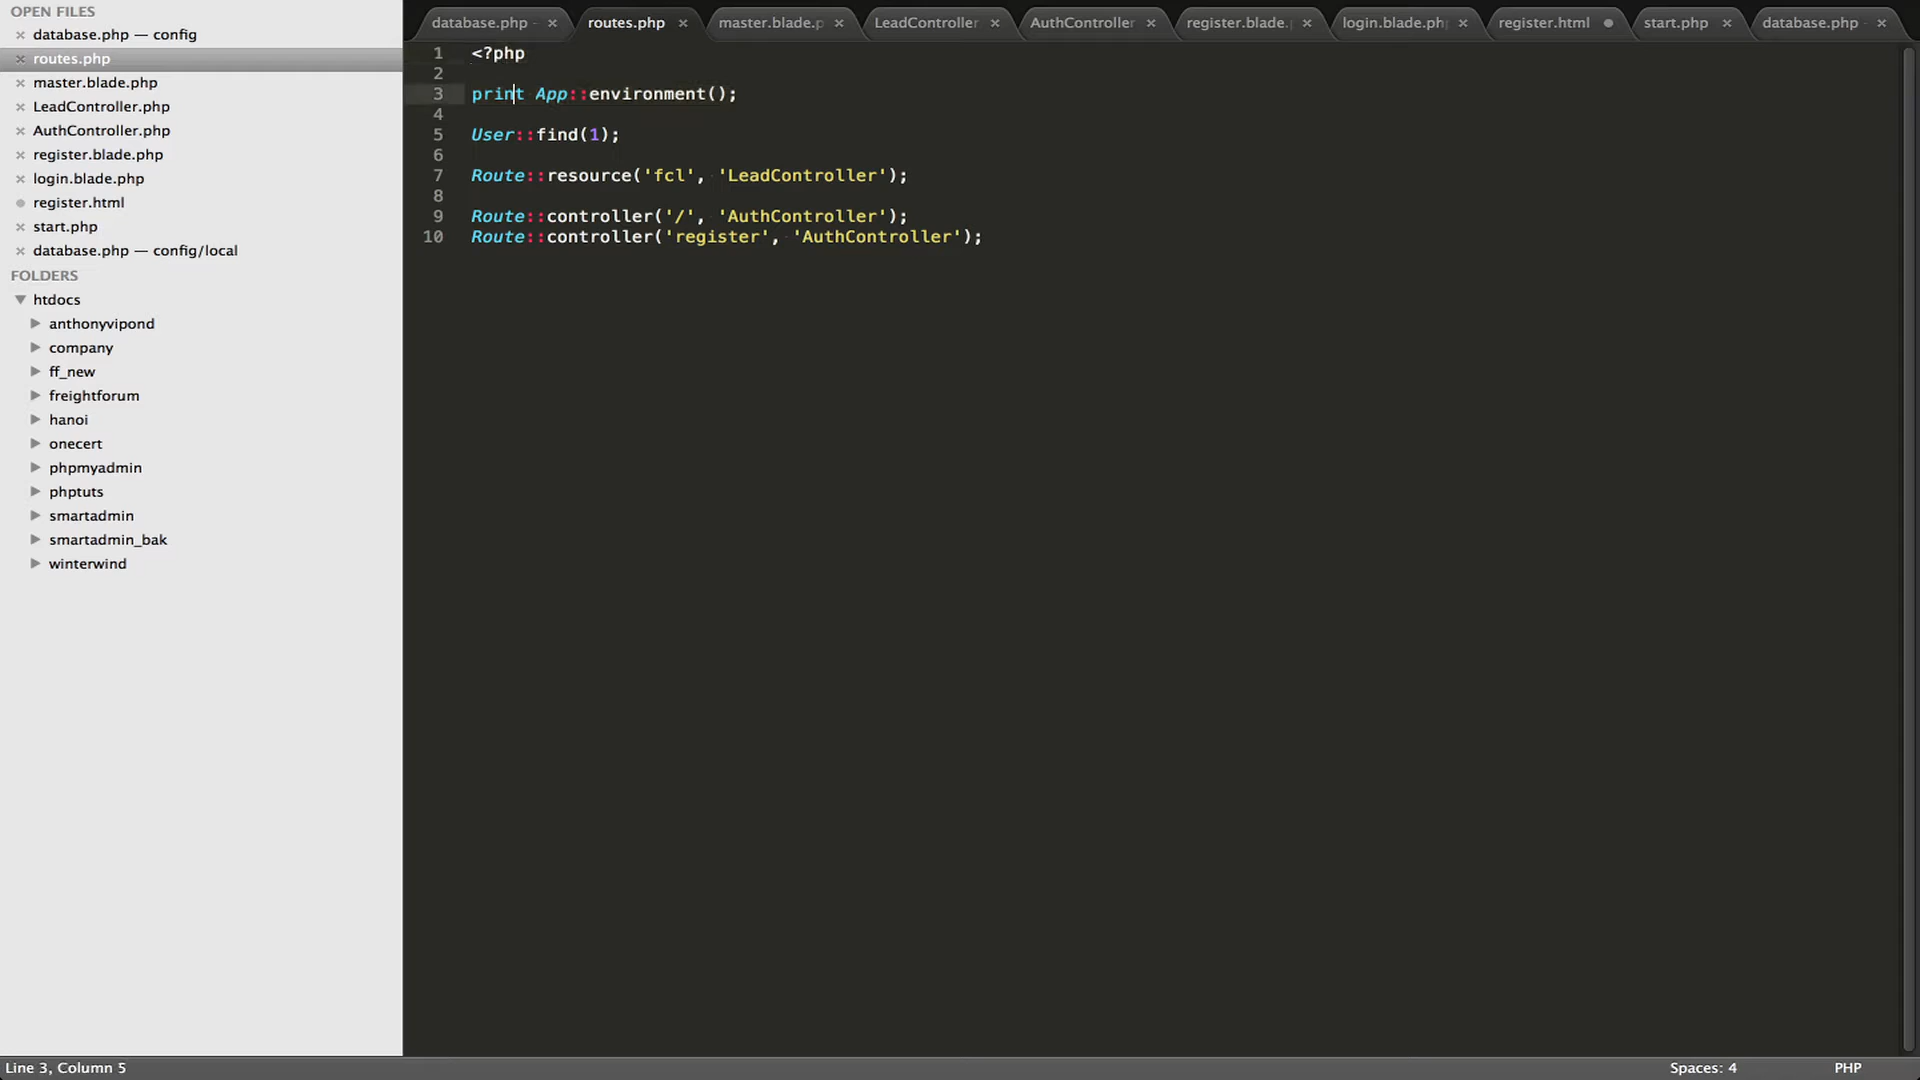 OPEN FILES
database.php — config
routes.php
master.blade.php
LeadController.php
AuthController.php
register.blade.php
login.blade.php
register.html
start.php
database.php — config/local
FOLDERS
htdocs
anthonyvipond
company
ff_new
freightforum
hanoi
onecert
phpmyadmin
phptuts
smartadmin
smartadmin_bak
winterwind
database.php - routes.php master.blade.p LeadController AuthController register.blade. login.blade.ph register.html start.php database.php -
1 <?php
2
3 print App::environment();
4
5 User::find(1);
6
7 Route::resource('fcl', 'LeadController');
8
9 Route::controller('/', 'AuthController');
10 Route::controller('register', 'AuthController');
Line 3, Column 5
Spaces: 4 PHP